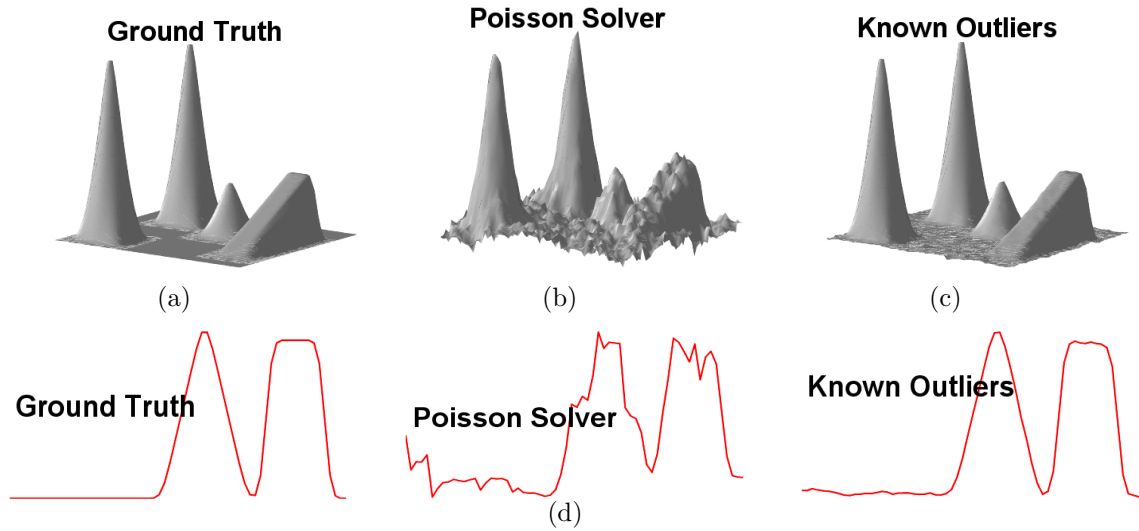 Ground Truth
Poisson Solver
Known Outliers
(a)
(b)
(c)
Ground Truth
Poisson Solver
Known Outliers
(d)